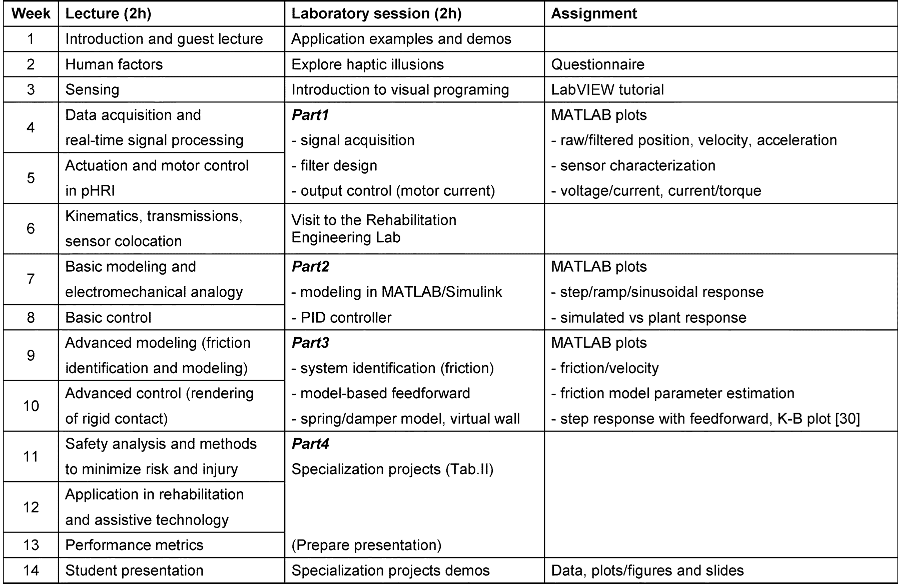 Week Lecture (2h) Laboratory session (2h) Assignment
1 Introduction and guest lecture Application examples and demos
2 Human factors Explore haptic illusions Questionnaire
3 Sensing Introduction to visual programing LabVIEW tutorial
4 Data acquisition and real-time signal processing
5 Actuation and motor control in pHRI
Part1
- signal acquisition
- filter design
- output control (motor current)
MATLAB plots
- raw/filtered position, velocity, acceleration
- sensor characterization
- voltage/current, current/torque
6 Kinematics, transmissions, sensor colocation
Visit to the Rehabilitation
Engineering Lab
7 Basic modeling and electromechanical analogy
8 Basic control
Part2
- modeling in MATLAB/Simulink
- PID controller
MATLAB plots
- step/ramp/sinusoidal response
- simulated vs plant response
9 Advanced modeling (friction identification and modeling)
10 Advanced control (rendering of rigid contact)
Part3
- system identification (friction)
- model-based feedforward
- spring/damper model, virtual wall
MATLAB plots
- friction/velocity
- friction model parameter estimation
- step response with feedforward, K-B plot [30]
11 Safety analysis and methods to minimize risk and injury
12 Application in rehabilitation and assistive technology
13 Performance metrics
Part4
Specialization projects (Tab.II)
(Prepare presentation)
14 Student presentation Specialization projects demos Data, plots/figures and slides